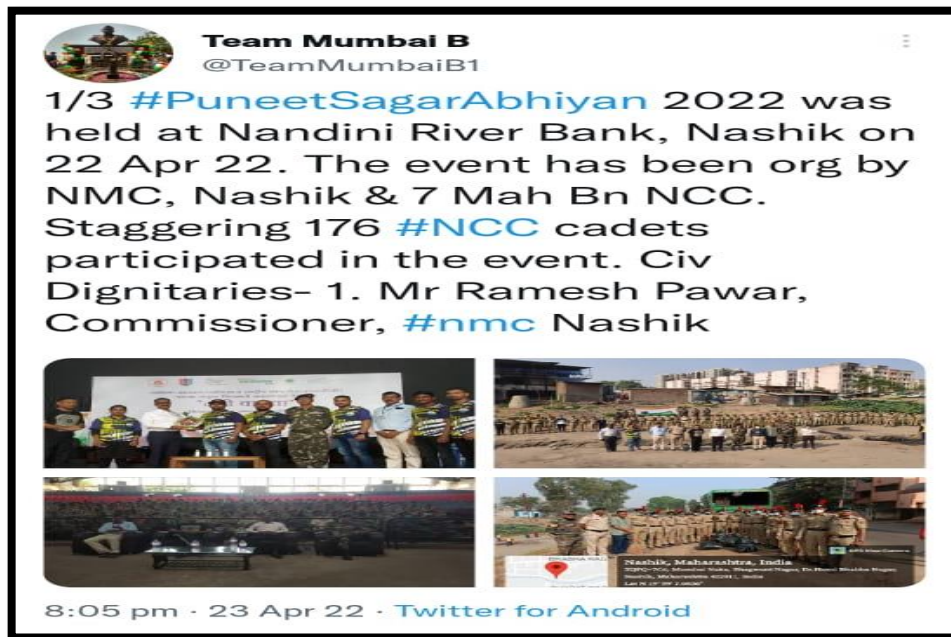 Team Mumbai B
@TeamMumbaiB1
1/3 #PuneetSagarAbhiyan 2022 was
held at Nandini River Bank, Nashik on
22 Apr 22. The event has been org by
NMC, Nashik & 7 Mah Bn NCC.
Staggering 176 #NCC cadets
participated in the event. Civ
Dignitaries- 1. Mr Ramesh Pawar,
Commissioner, #nmc Nashik
Nashik, Maharashtra, India
8:05 pm · 23 Apr 22 · Twitter for Android